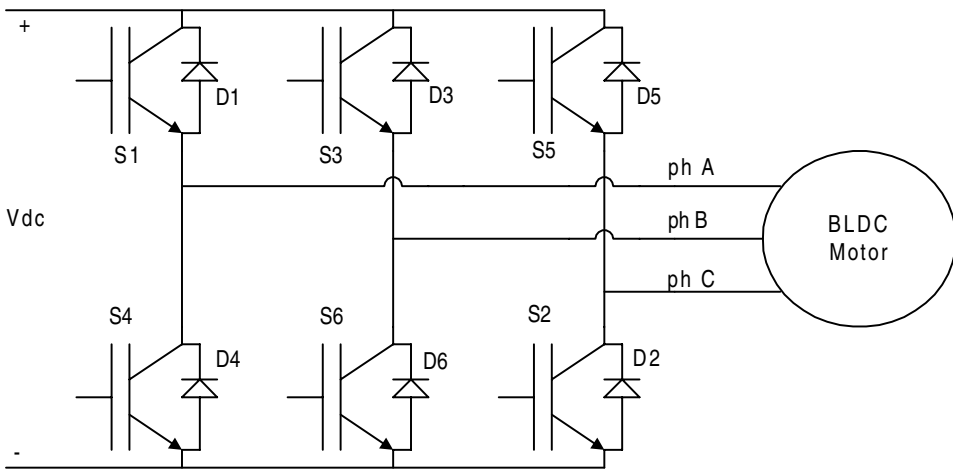 +
D1
D3
D5
S1
S3
S5
ph A
Vdc
ph B
BLDC
Motor
ph C
S4
S6
S2
D4
D6
D2
-